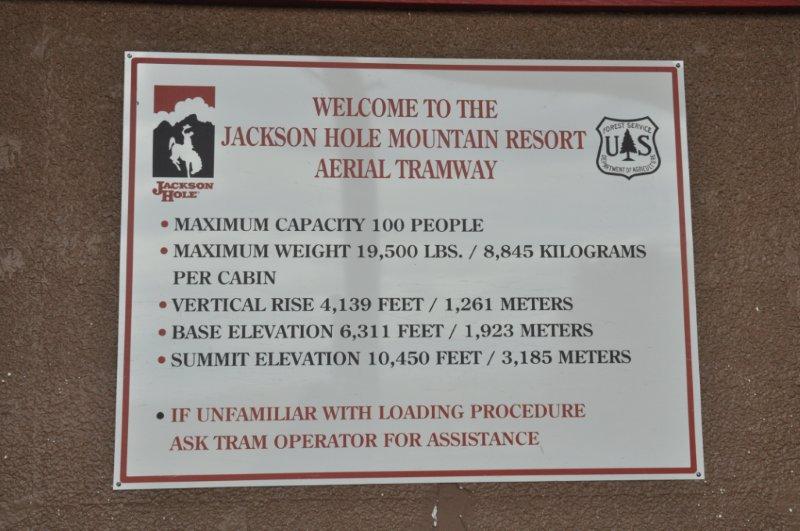 WELCOME TO THE
JACKSON HOLE MOUNTAIN RESORT
AERIAL TRAMWAY
JACKSON
HOLE
FOREST SERVICE
U S
DEPARTMENT OF AGRICULTURE
• MAXIMUM CAPACITY 100 PEOPLE
• MAXIMUM WEIGHT 19,500 LBS. / 8,845 KILOGRAMS
PER CABIN
• VERTICAL RISE 4,139 FEET / 1,261 METERS
• BASE ELEVATION 6,311 FEET / 1,923 METERS
• SUMMIT ELEVATION 10,450 FEET / 3,185 METERS
• IF UNFAMILIAR WITH LOADING PROCEDURE
ASK TRAM OPERATOR FOR ASSISTANCE